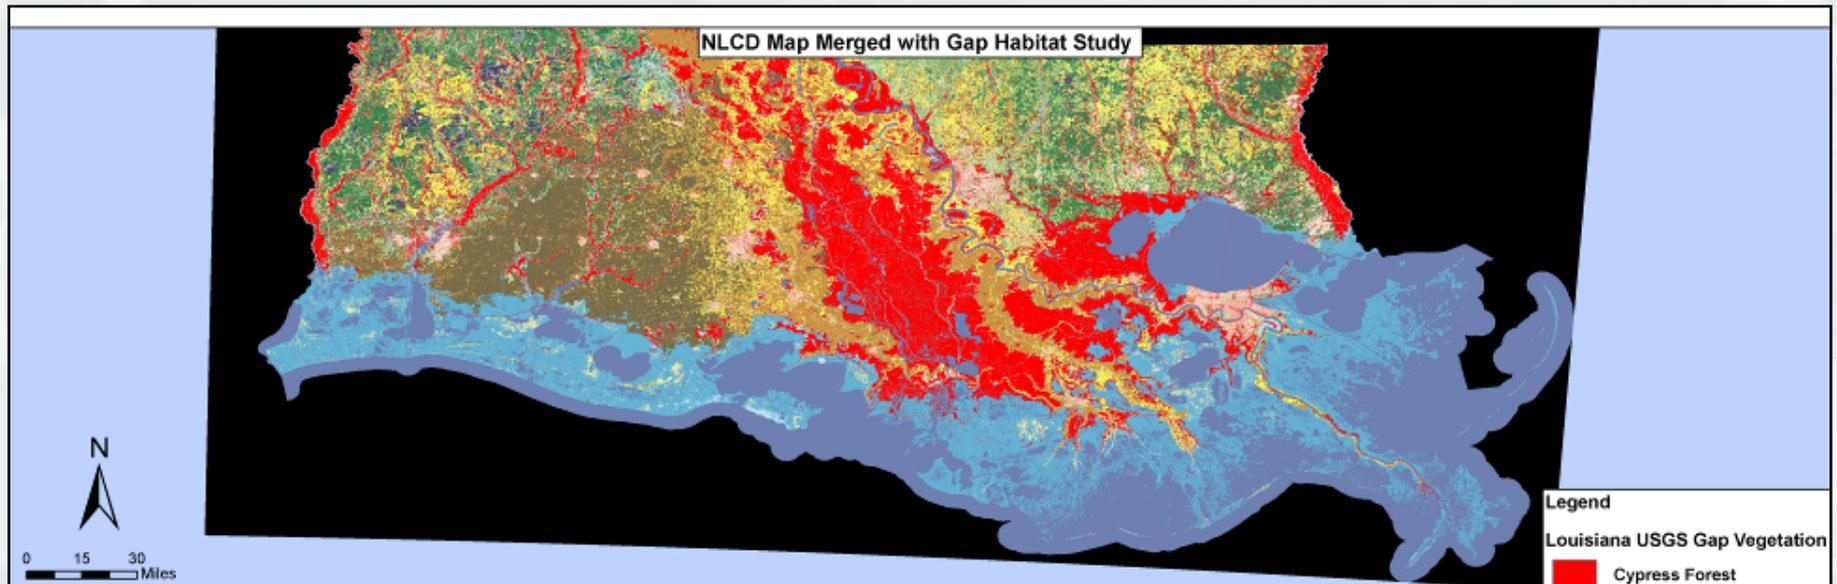 NLCD Map Merged with Gap Habitat Study
N
0 15 30
Miles
Legend
Louisiana USGS Gap Vegetation
Cypress Forest